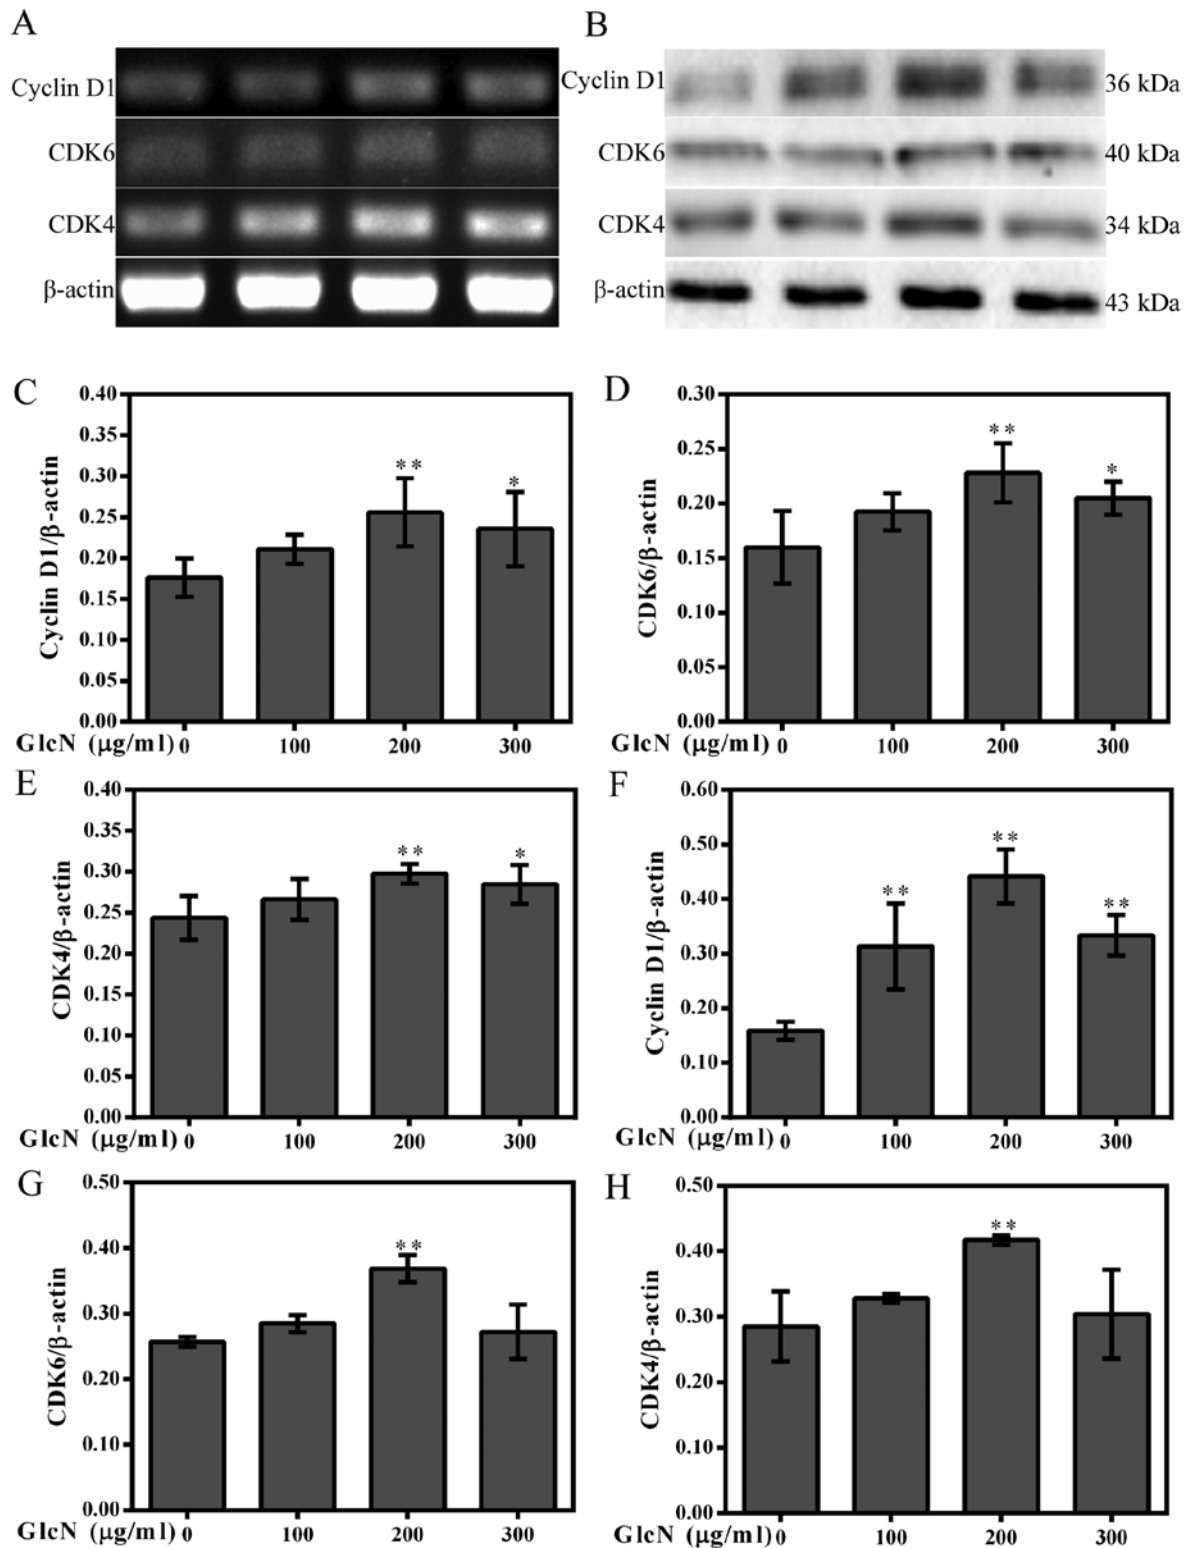 A
Cyclin D1
CDK6
CDK4
β-actin
B
Cyclin D1
CDK6
CDK4
β-actin
36 kDa
40 kDa
34 kDa
43 kDa
C
Cyclin D1/β-actin
0.40
0.35
0.30
0.25
0.20
0.15
0.10
0.05
0.00
** *
GlcN (μg/ml) 0 100 200 300
D
CDK6/β-actin
0.30
0.25
0.20
0.15
0.10
0.05
0.00
** *
GlcN (μg/ml) 0 100 200 300
E
CDK4/β-actin
0.40
0.35
0.30
0.25
0.20
0.15
0.10
0.05
0.00
** *
GlcN (μg/ml) 0 100 200 300
F
Cyclin D1/β-actin
0.60
0.50
0.40
0.30
0.20
0.10
0.00
** ** **
GlcN (μg/ml) 0 100 200 300
G
CDK6/β-actin
0.50
0.40
0.30
0.20
0.10
0.00
**
GlcN (μg/ml) 0 100 200 300
H
CDK4/β-actin
0.50
0.40
0.30
0.20
0.10
0.00
**
GlcN (μg/ml) 0 100 200 300